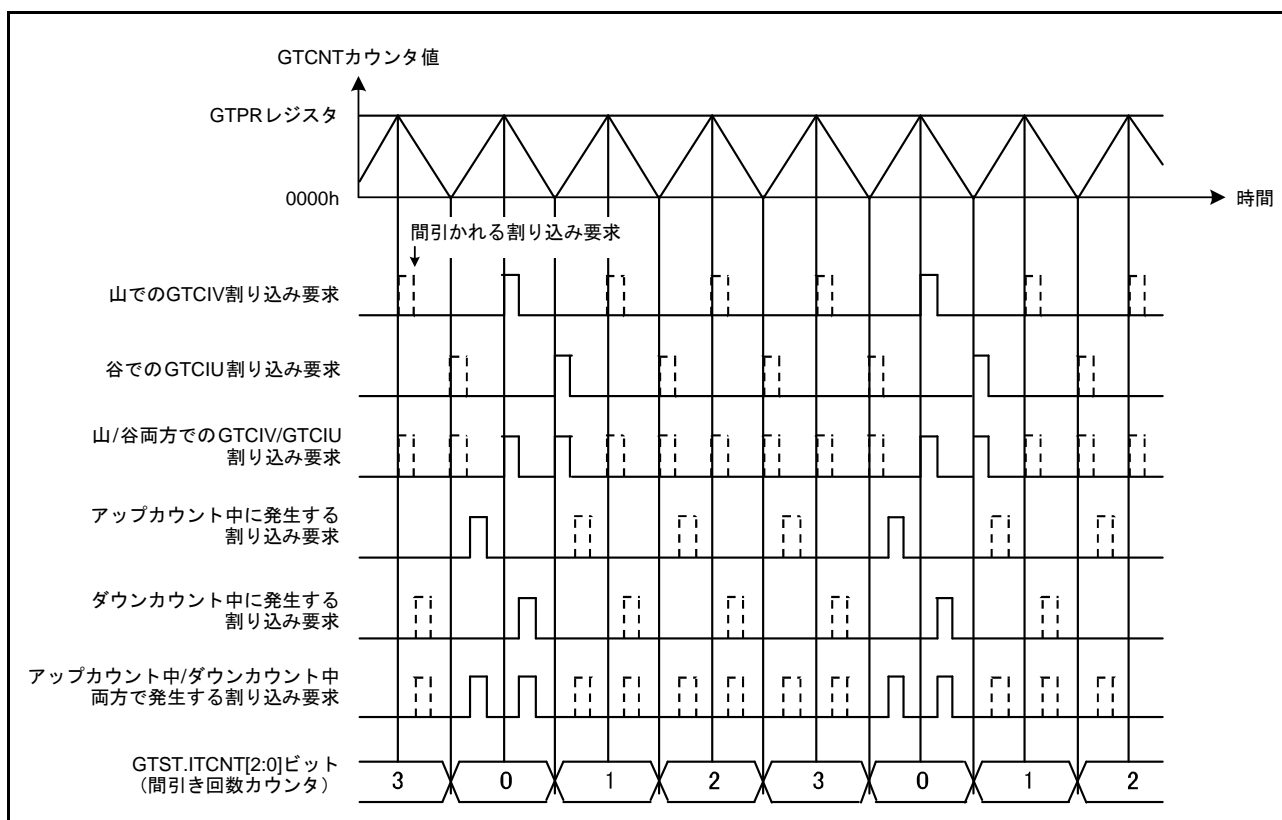 GTCNTカウンタ値
GTPRレジスタ
0000h
時間
間引かれる割り込み要求
山でのGTCIV割り込み要求
谷でのGTCIU割り込み要求
山/谷両方でのGTCIV/GTCIU
割り込み要求
アップカウント中に発生する
割り込み要求
ダウンカウント中に発生する
割り込み要求
アップカウント中/ダウンカウント中
両方で発生する割り込み要求
GTST.ITCNT[2:0]ビット
（間引き回数カウンタ）
3 0 1 2 3 0 1 2